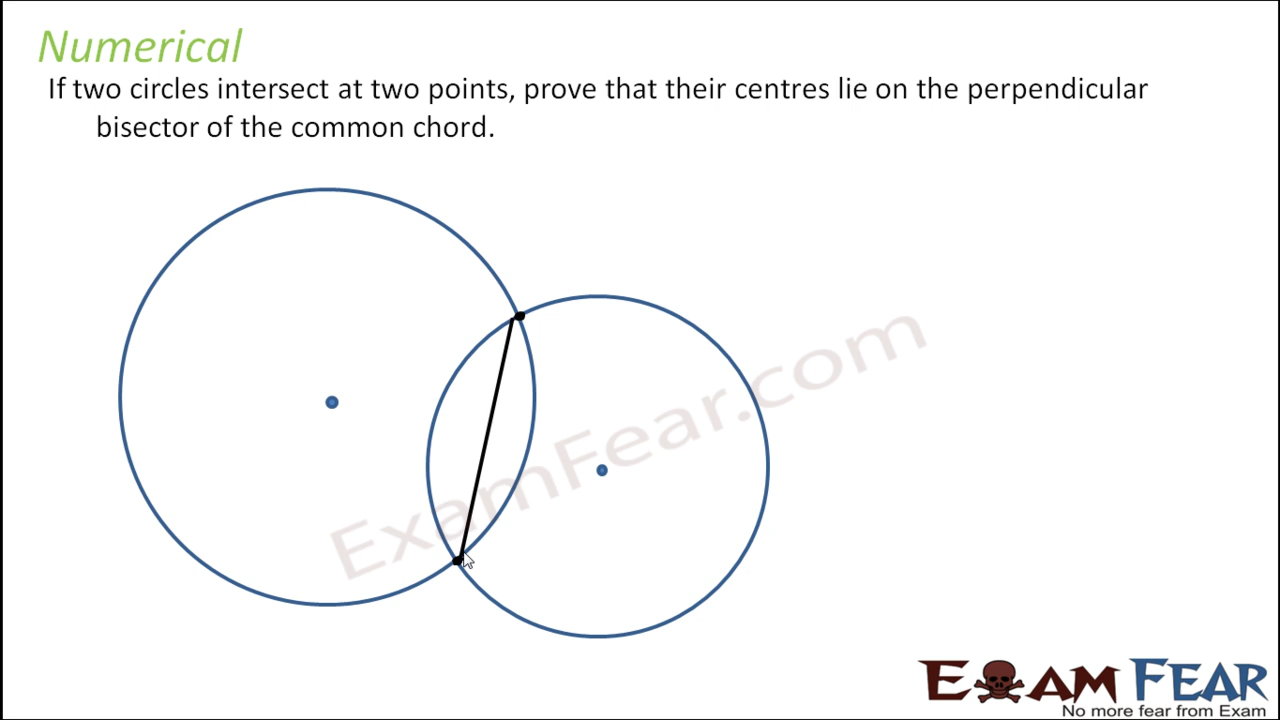 Numerical
If two circles intersect at two points, prove that their centres lie on the perpendicular
bisector of the common chord.
ExamFear.com
EXAM FEAR
No more fear from Exam